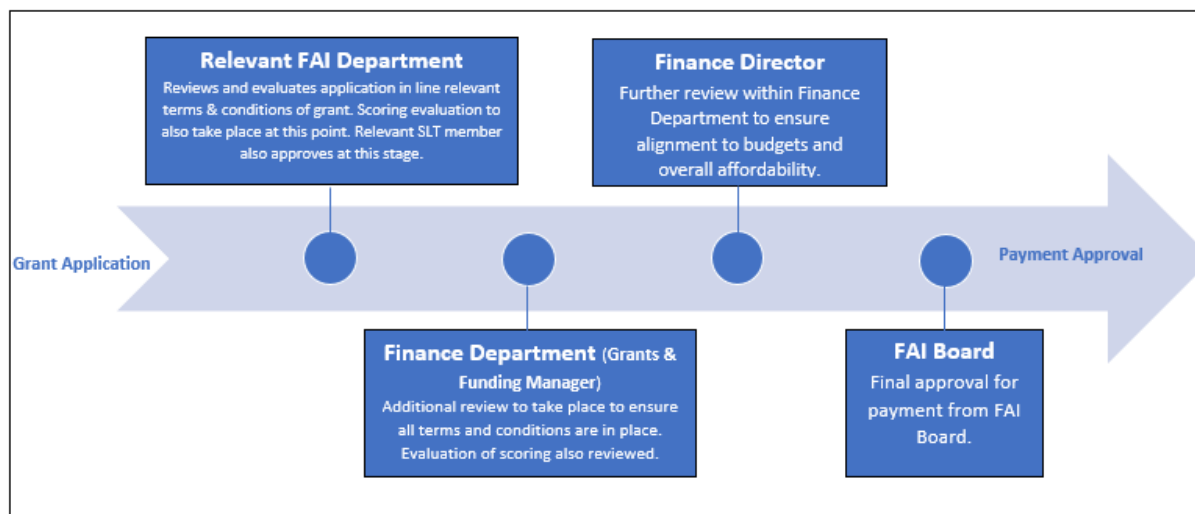 Grant Application
Relevant FAI Department
Reviews and evaluates application in line relevant
terms & conditions of grant. Scoring evaluation to
also take place at this point. Relevant SLT member
also approves at this stage.
Finance Department (Grants &
Funding Manager)
Additional review to take place to ensure
all terms and conditions are in place.
Evaluation of scoring also reviewed.
Finance Director
Further review within Finance
Department to ensure
alignment to budgets and
overall affordability.
FAI Board
Final approval for
payment from FAI
Board.
Payment Approval